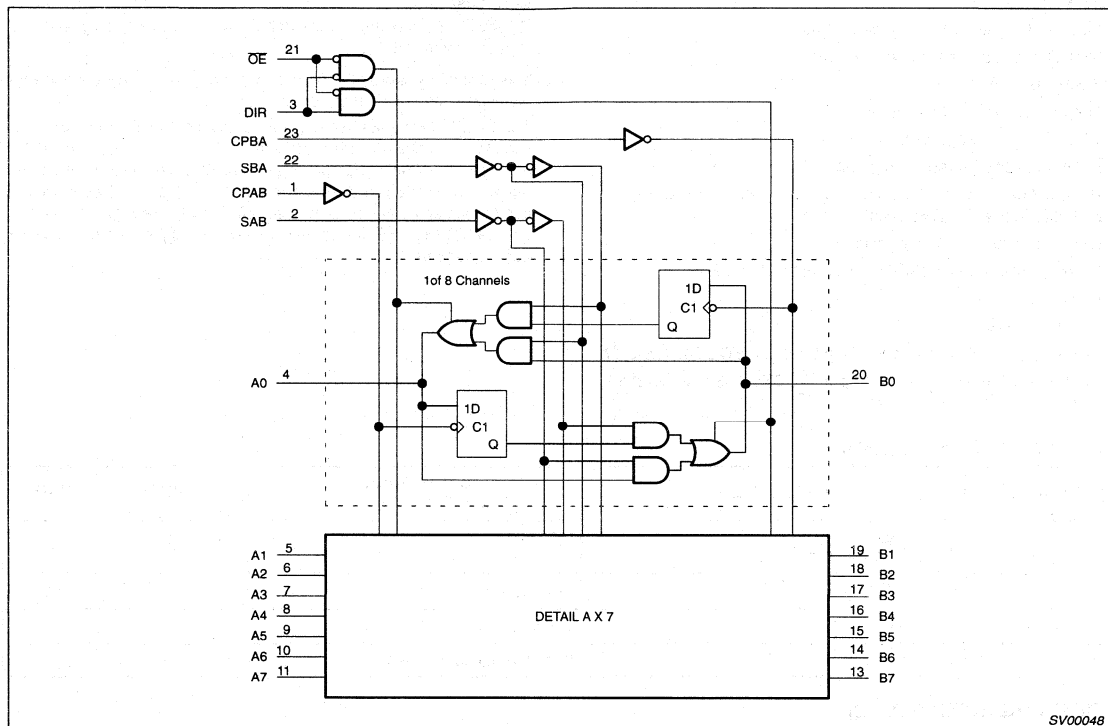 OE 21
DIR 3
CPBA 23
SBA 22
CPAB 1
SAB 2
1of 8 Channels
1D
C1
Q
A0 4
20 B0
1D
C1
Q
A1 5
A2 6
A3 7
A4 8
A5 9
A6 10
A7 11
DETAIL A X 7
19 B1
18 B2
17 B3
16 B4
15 B5
14 B6
13 B7
SV00048